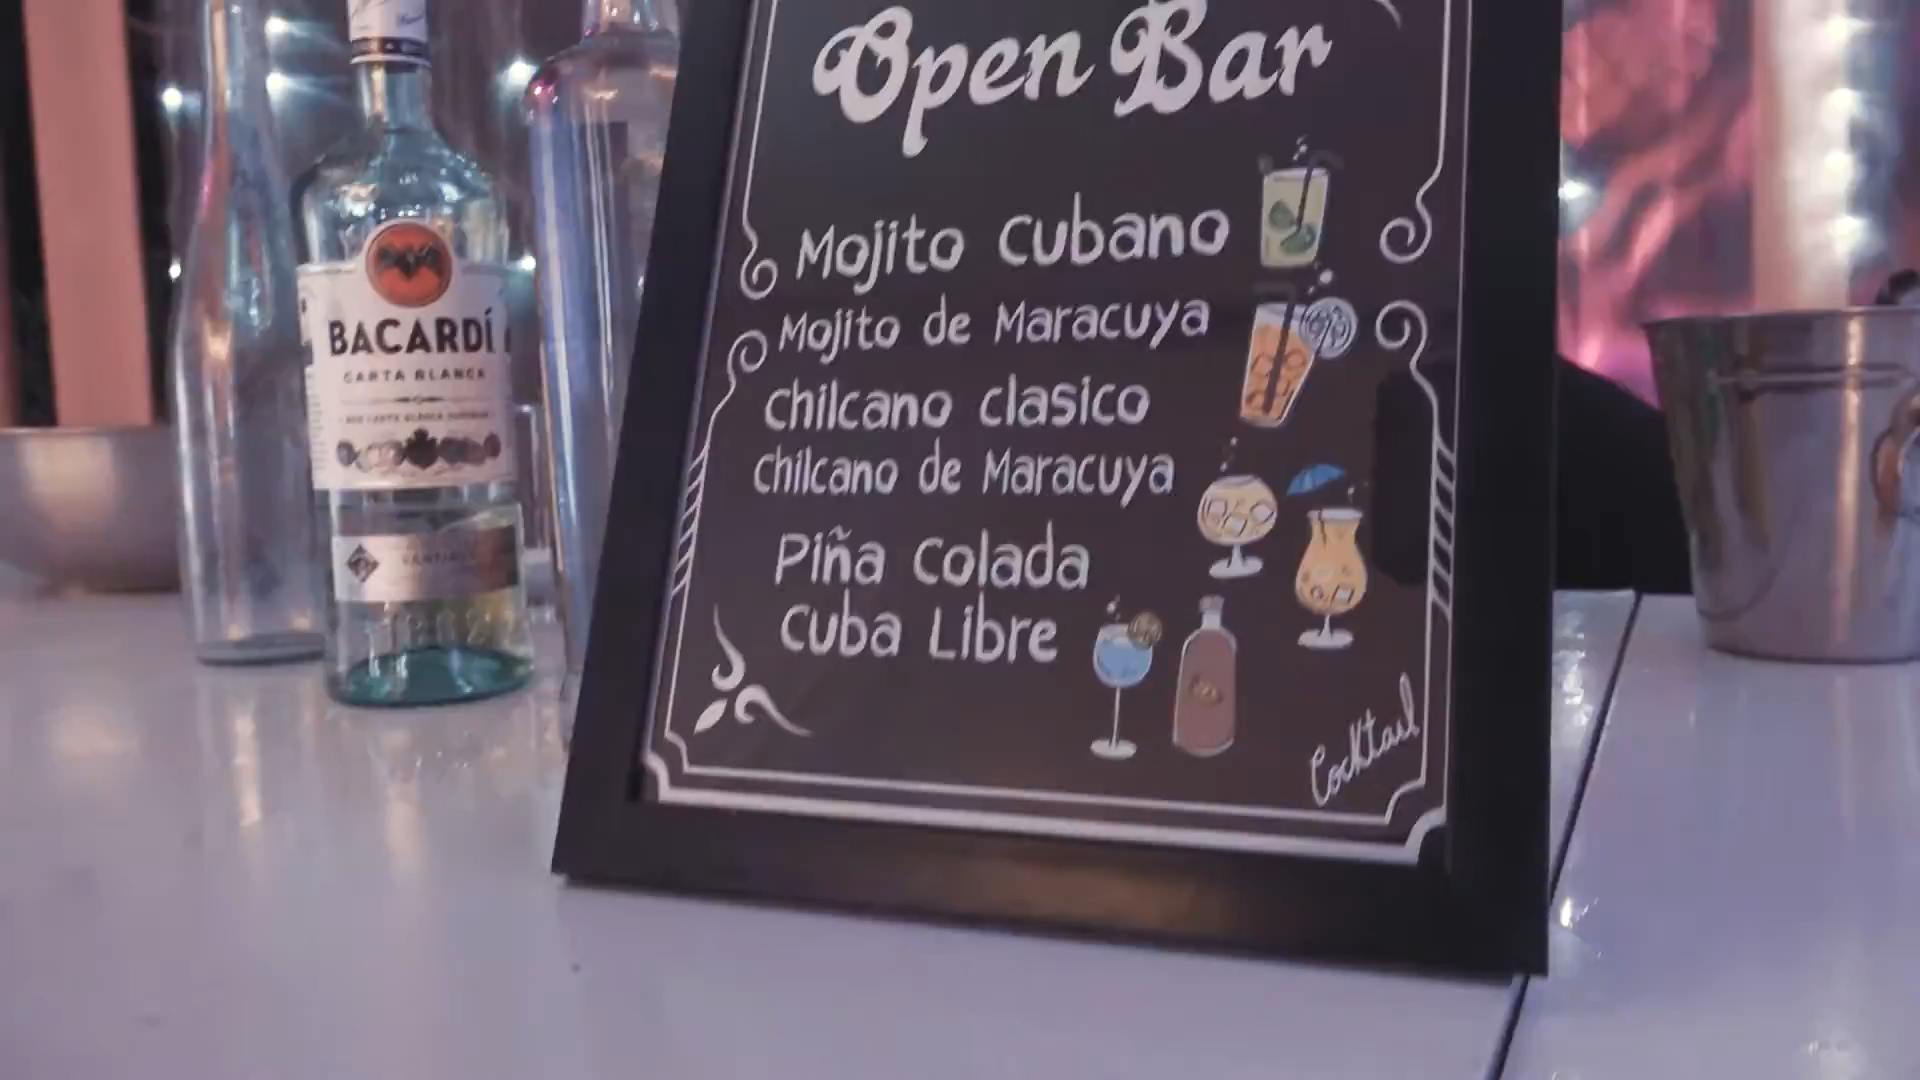 Open Bar
Mojito Cubano
Mojito de Maracuya
chilcano clasico
chilcano de Maracuya
Piña Colada
Cuba Libre
Cocktail
BACARDÍ
CARTA BLANCA